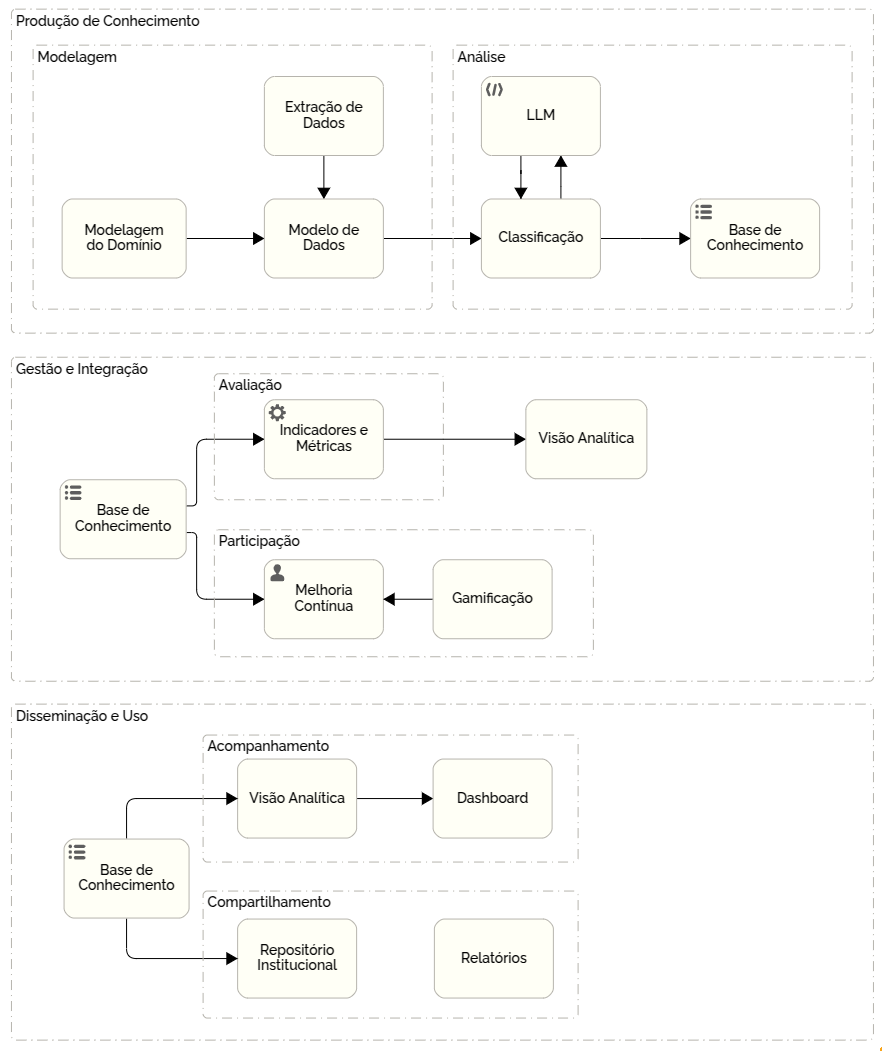 Produção de Conhecimento
Modelagem
Análise
Extração de
Dados
LLM
Modelagem
do Domínio
Modelo de
Dados
Classificação
Base de
Conhecimento
Gestão e Integração
Avaliação
Indicadores e
Métricas
Visão Analítica
Base de
Conhecimento
Participação
Melhoria
Contínua
Gamificação
Disseminação e Uso
Acompanhamento
Visão Analítica
Dashboard
Base de
Conhecimento
Compartilhamento
Repositório
Institucional
Relatórios